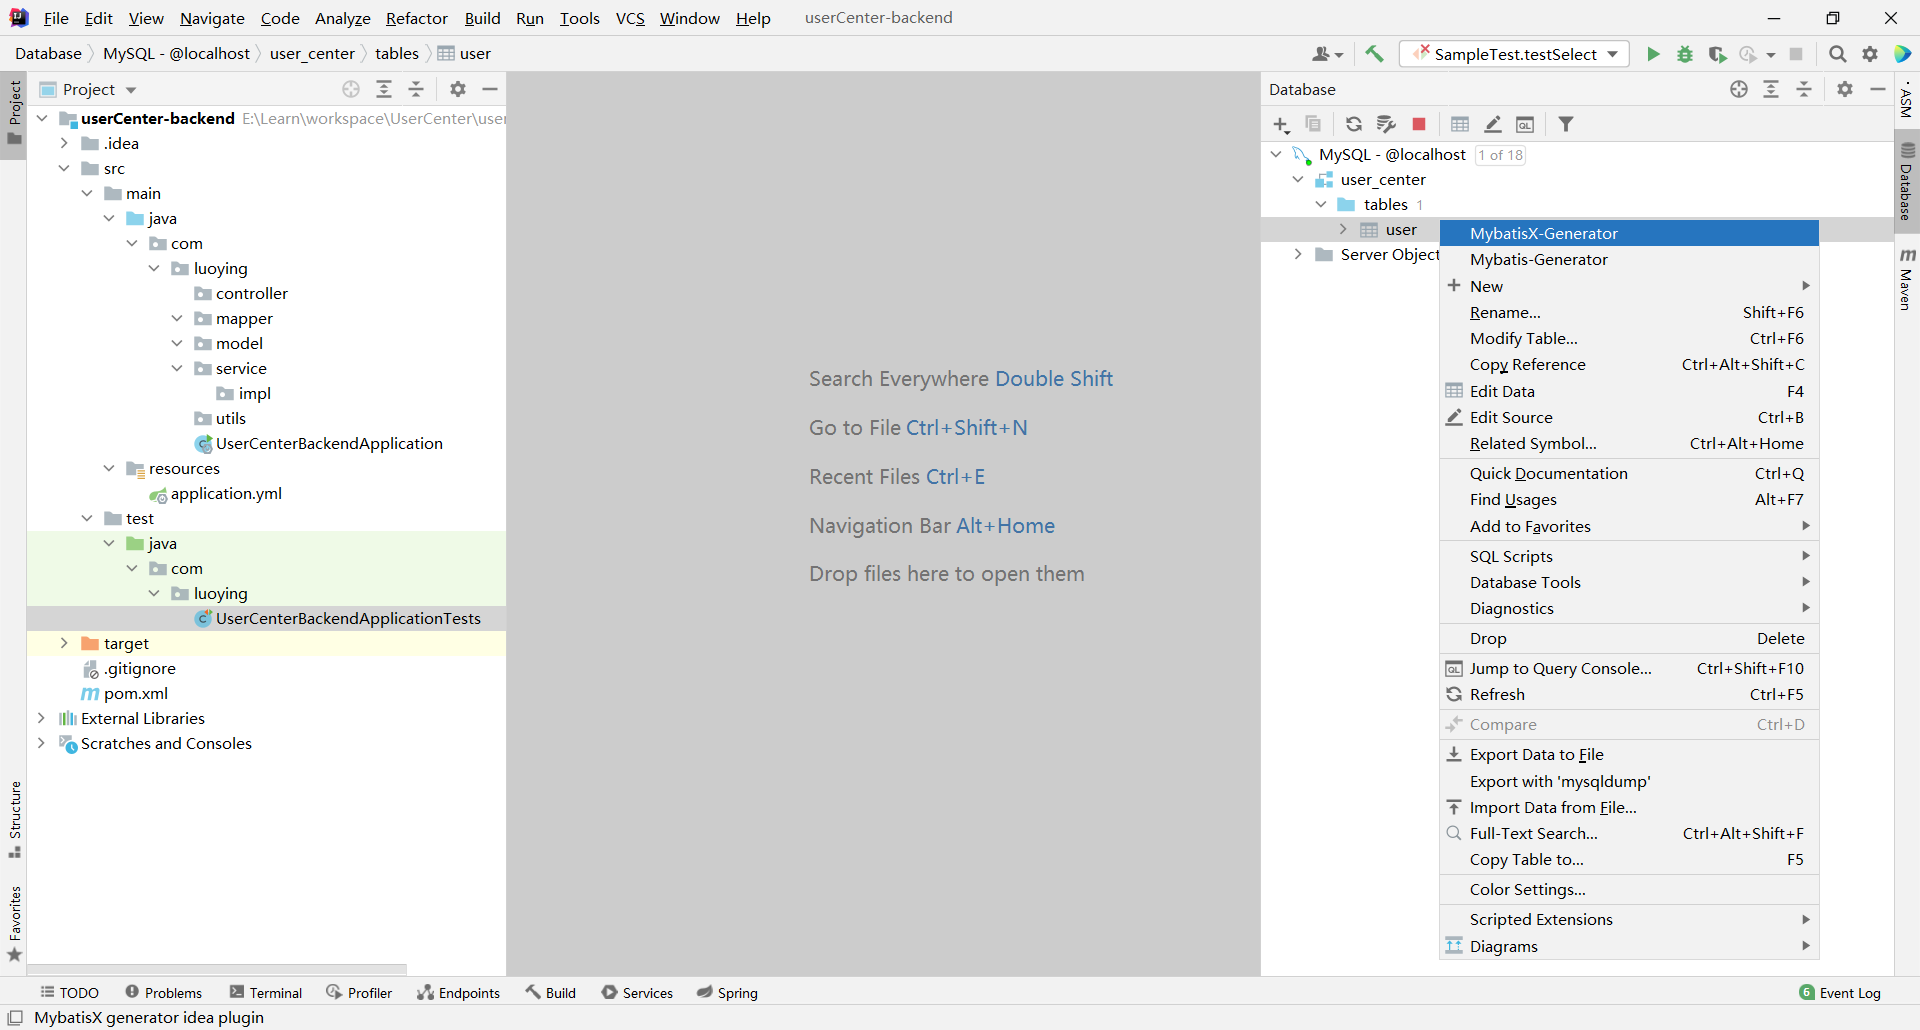 File Edit View Navigate Code Analyze Refactor Build Run Tools VCS Window Help userCenter-backend
Database MySQL - @localhost user_center tables user
SampleTest.testSelect
Project
Project
userCenter-backend E:\Learn\workspace\UserCenter\user
.idea
src
main
java
com
luoying
controller
mapper
model
service
impl
utils
UserCenterBackendApplication
resources
application.yml
test
java
com
luoying
UserCenterBackendApplicationTests
target
.gitignore
pom.xml
External Libraries
Scratches and Consoles
Structure
Favorites
Search Everywhere Double Shift
Go to File Ctrl+Shift+N
Recent Files Ctrl+E
Navigation Bar Alt+Home
Drop files here to open them
Database
MySQL - @localhost 1 of 18
user_center
tables 1
user
Server Object
MybatisX-Generator
Mybatis-Generator
New
Rename... Shift+F6
Modify Table... Ctrl+F6
Copy Reference Ctrl+Alt+Shift+C
Edit Data F4
Edit Source Ctrl+B
Related Symbol... Ctrl+Alt+Home
Quick Documentation Ctrl+Q
Find Usages Alt+F7
Add to Favorites
SQL Scripts
Database Tools
Diagnostics
Drop Delete
Jump to Query Console... Ctrl+Shift+F10
Refresh Ctrl+F5
Compare Ctrl+D
Export Data to File
Export with 'mysqldump'
Import Data from File...
Full-Text Search... Ctrl+Alt+Shift+F
Copy Table to... F5
Color Settings...
Scripted Extensions
Diagrams
ASM
Database
Maven
TODO Problems Terminal Profiler Endpoints Build Services Spring 6 Event Log
MybatisX generator idea plugin